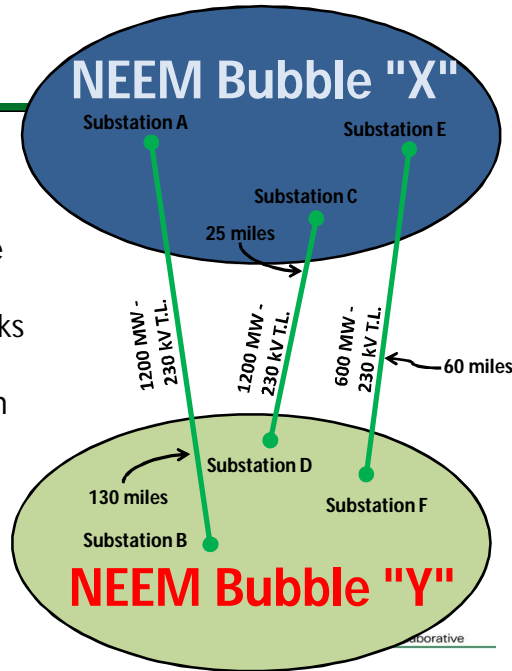 NEEM Bubble "X"
Substation A
Substation E
Substation C
25 miles
1200 MW -
230 kV T.L.
1200 MW -
230 kV T.L.
600 MW -
230 kV T.L.
60 miles
130 miles
Substation D
Substation F
Substation B
NEEM Bubble "Y"